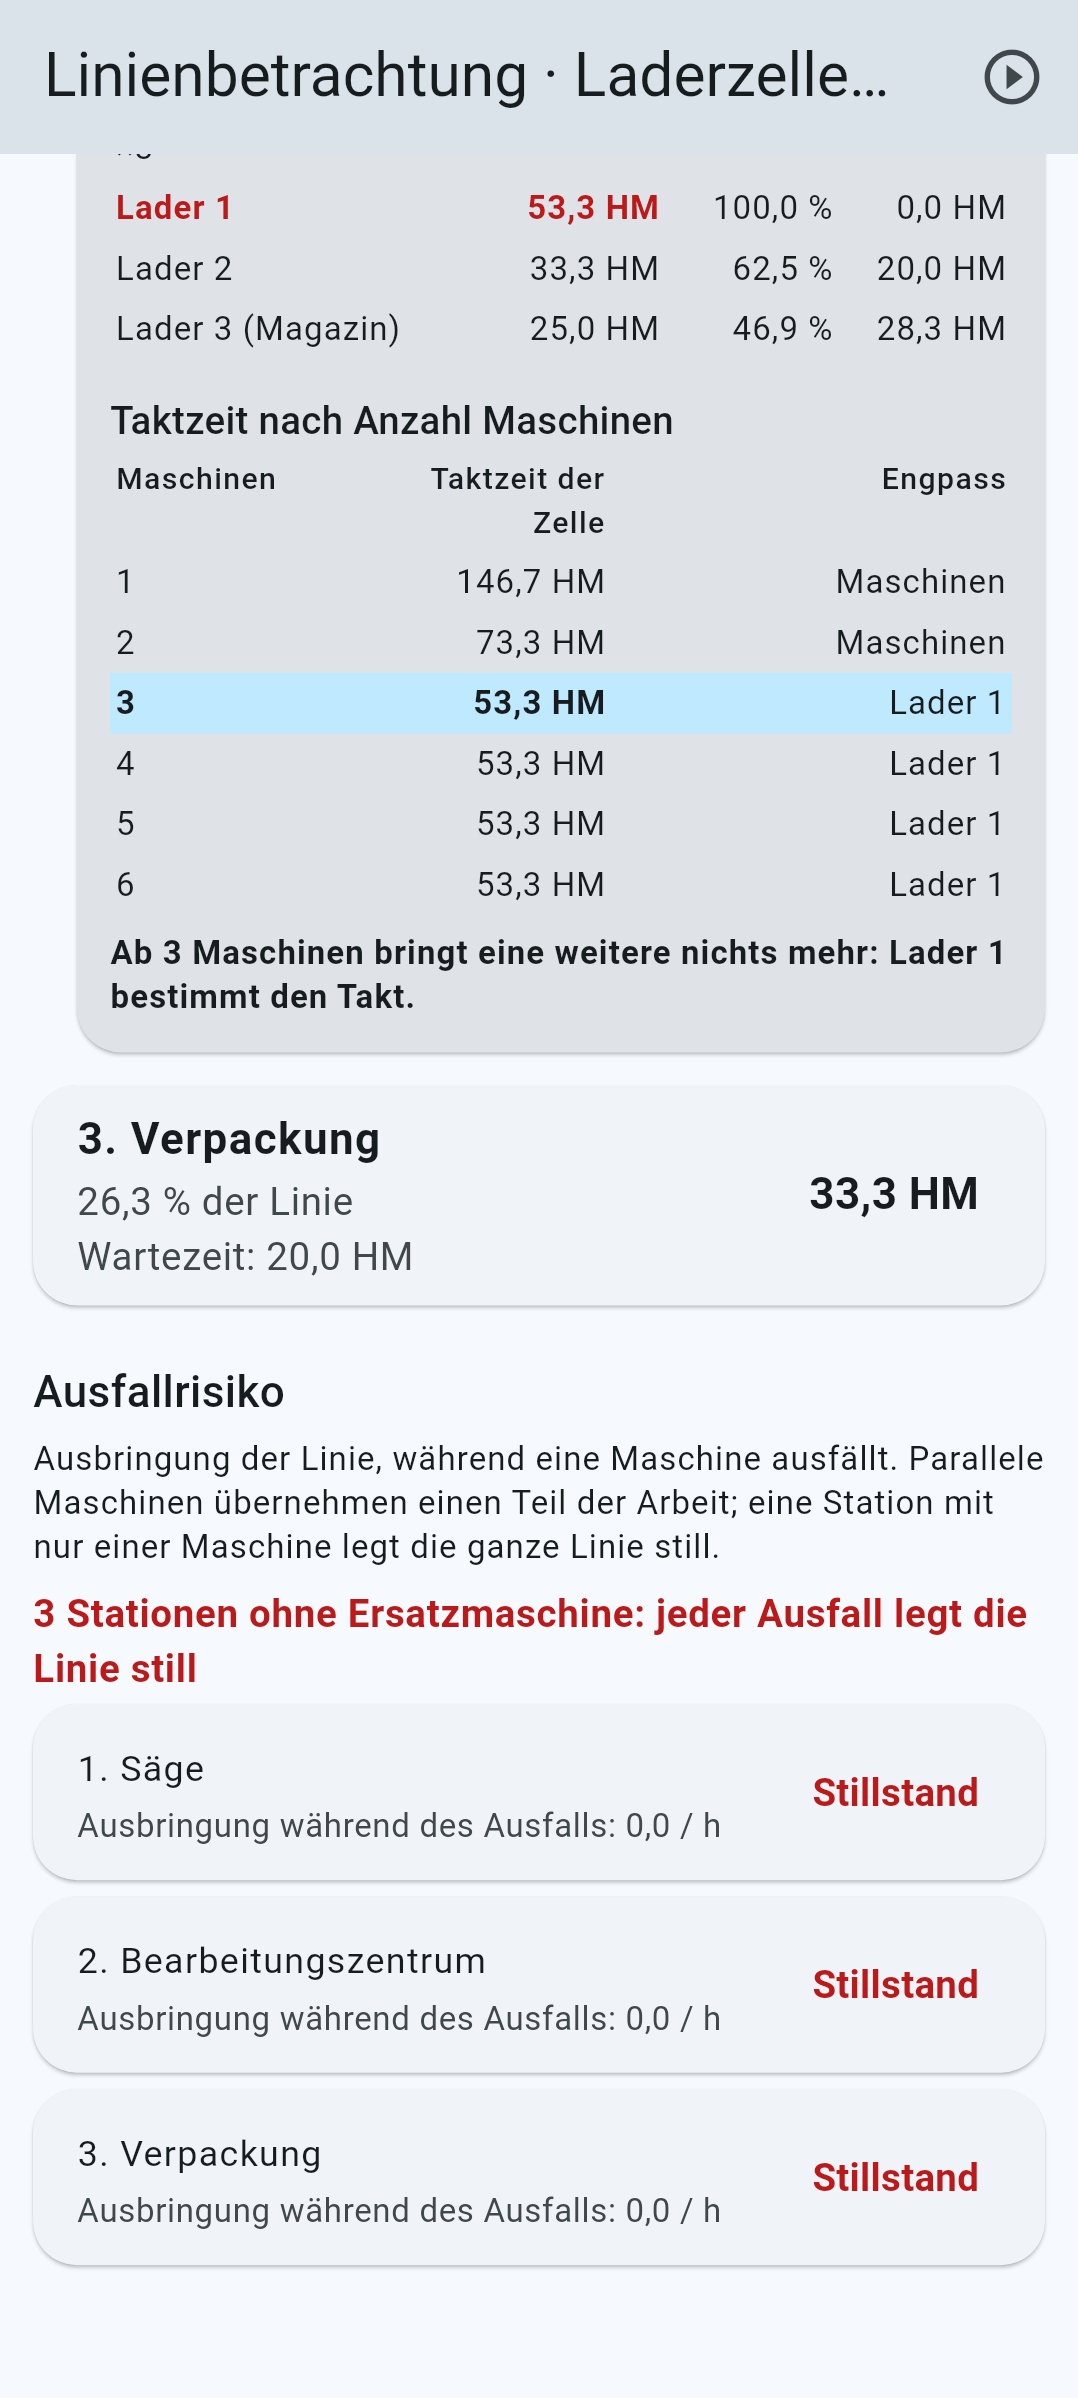 Linienbetrachtung · Laderzelle…
Lader 1 53,3 HM 100,0 % 0,0 HM
Lader 2 33,3 HM 62,5 % 20,0 HM
Lader 3 (Magazin) 25,0 HM 46,9 % 28,3 HM
Taktzeit nach Anzahl Maschinen
Maschinen Taktzeit der Engpass
Zelle
1 146,7 HM Maschinen
2 73,3 HM Maschinen
3 53,3 HM Lader 1
4 53,3 HM Lader 1
5 53,3 HM Lader 1
6 53,3 HM Lader 1
Ab 3 Maschinen bringt eine weitere nichts mehr: Lader 1
bestimmt den Takt.
3. Verpackung
26,3 % der Linie
33,3 HM
Wartezeit: 20,0 HM
Ausfallrisiko
Ausbringung der Linie, während eine Maschine ausfällt. Parallele
Maschinen übernehmen einen Teil der Arbeit; eine Station mit
nur einer Maschine legt die ganze Linie still.
3 Stationen ohne Ersatzmaschine: jeder Ausfall legt die
Linie still
1. Säge
Stillstand
Ausbringung während des Ausfalls: 0,0 / h
2. Bearbeitungszentrum
Stillstand
Ausbringung während des Ausfalls: 0,0 / h
3. Verpackung
Stillstand
Ausbringung während des Ausfalls: 0,0 / h